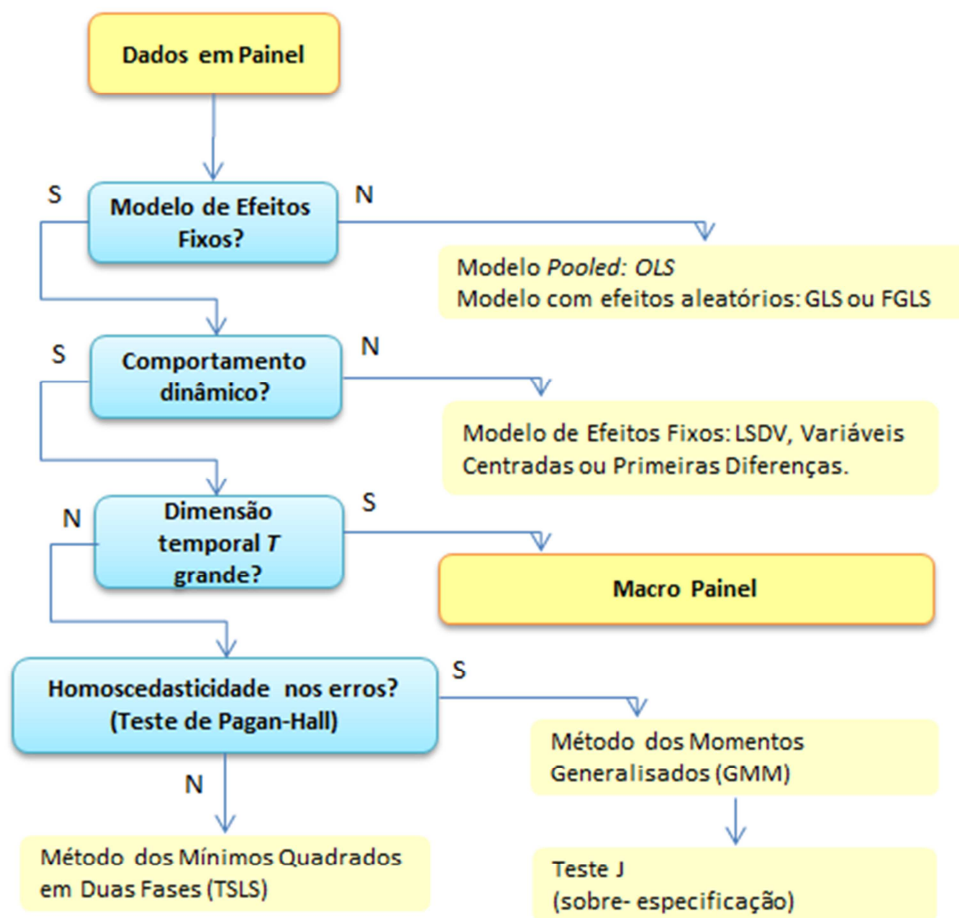 Dados em Painel
S
N
Modelo de Efeitos
Fixos?
Modelo Pooled: OLS
Modelo com efeitos aleatórios: GLS ou FGLS
S
N
Comportamento
dinâmico?
Modelo de Efeitos Fixos: LSDV, Variáveis
Centradas ou Primeiras Diferenças.
N
S
Dimensão
temporal T
grande?
Macro Painel
Homoscedasticidade nos erros?
(Teste de Pagan-Hall)
S
N
Método dos Momentos
Generalisados (GMM)
Método dos Mínimos Quadrados
em Duas Fases (TSLS)
Teste J
(sobre- especificação)